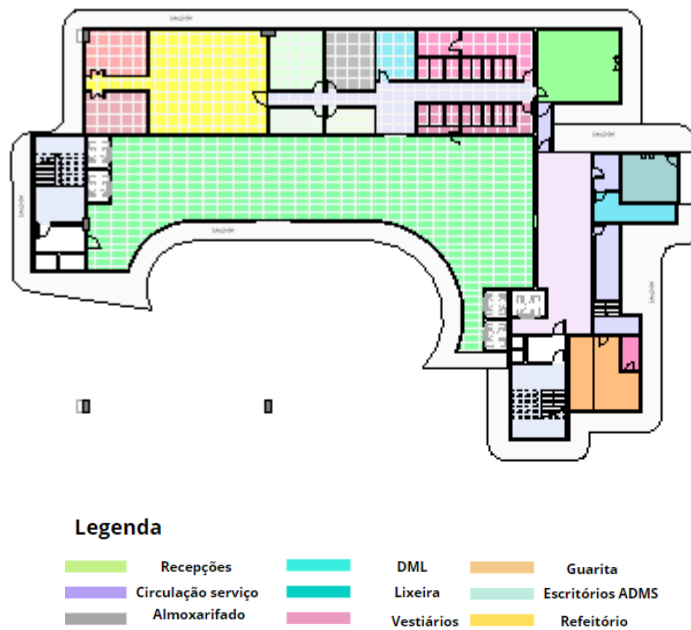 Legenda
Recepções
DML
Guarita
Circulação serviço
Lixeira
Escritórios ADMS
Almoxarifado
Vestiários
Refeitório